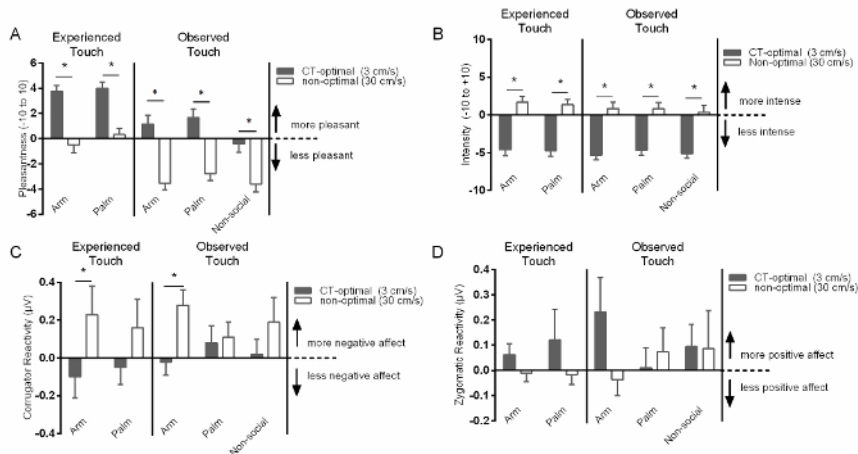 A
Experienced Touch
Observed Touch
CT-optimal (3 cm/s)
non-optimal (30 cm/s)
Pleasantness (-10 to 10)
6
4
2
0
-2
-4
-6
*
*
*
*
*
more pleasant
less pleasant
Arm
Palm
Arm
Palm
Non-social
B
Experienced Touch
Observed Touch
CT-optimal (3 cm/s)
Non-optimal (30 cm/s)
Intensity (-10 to +10)
10
5
0
-5
-10
*
*
*
*
*
more intense
less intense
Arm
Palm
Arm
Palm
Non-social
C
Experienced Touch
Observed Touch
CT-optimal (3 cm/s)
non-optimal (30 cm/s)
Corrugator Reactivity (µV)
0.4
0.2
0.0
-0.2
-0.4
*
*
more negative affect
less negative affect
Arm
Palm
Arm
Palm
Non-social
D
Experienced Touch
Observed Touch
CT-optimal (3 cm/s)
non-optimal (30 cm/s)
Zygomatic Reactivity (µV)
0.4
0.3
0.2
0.1
0.0
-0.1
-0.2
more positive affect
less positive affect
Arm
Palm
Arm
Palm
Non-social